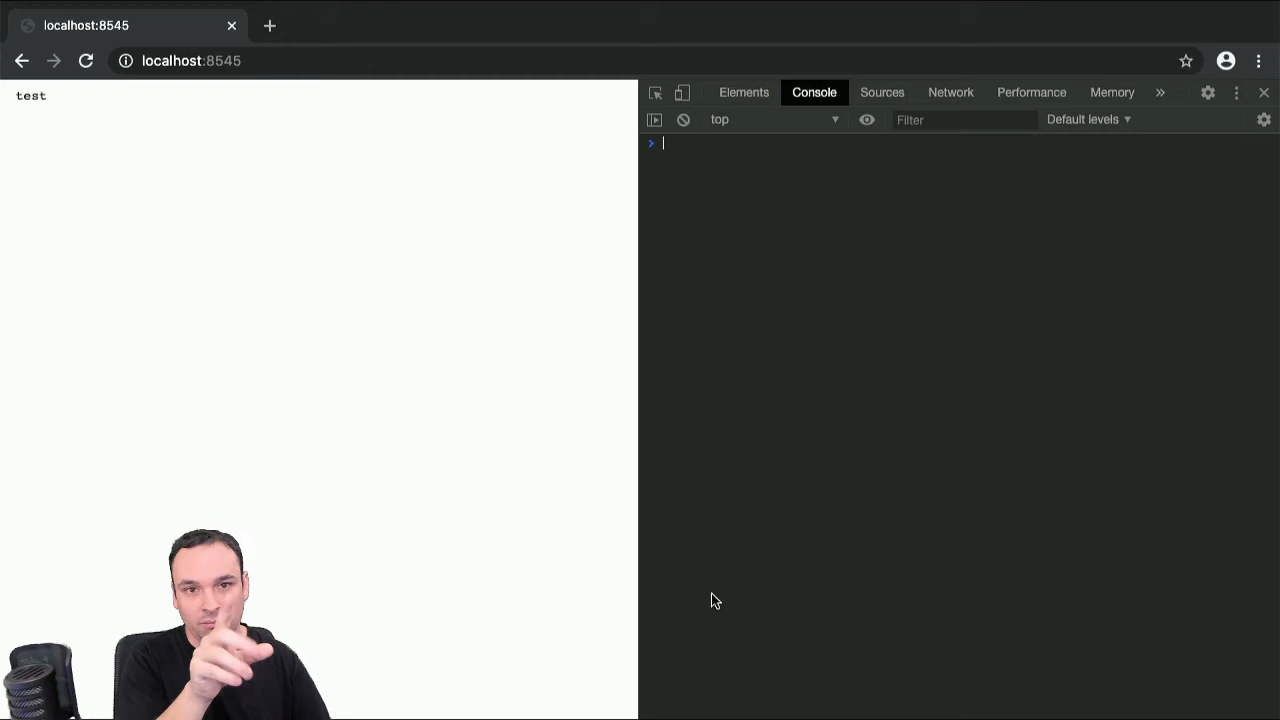 localhost:8545
localhost:8545
test
Elements Console Sources Network Performance Memory »
top Filter Default levels